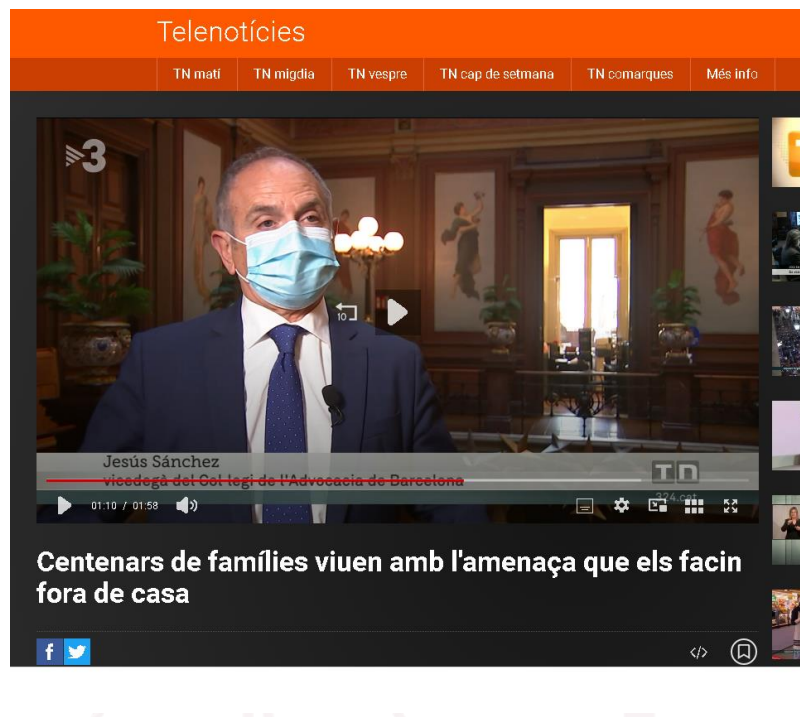 Telenotícies
TN matí
TN migdia
TN vespre
TN cap de setmana
TN comarques
Més info
3
10
Jesús Sánchez
vicedegà del Col·legi de l'Advocacia de Barcelona
TN
324.cat
01:10 / 01:58
Centenars de famílies viuen amb l'amenaça que els facin
fora de casa
f
</>